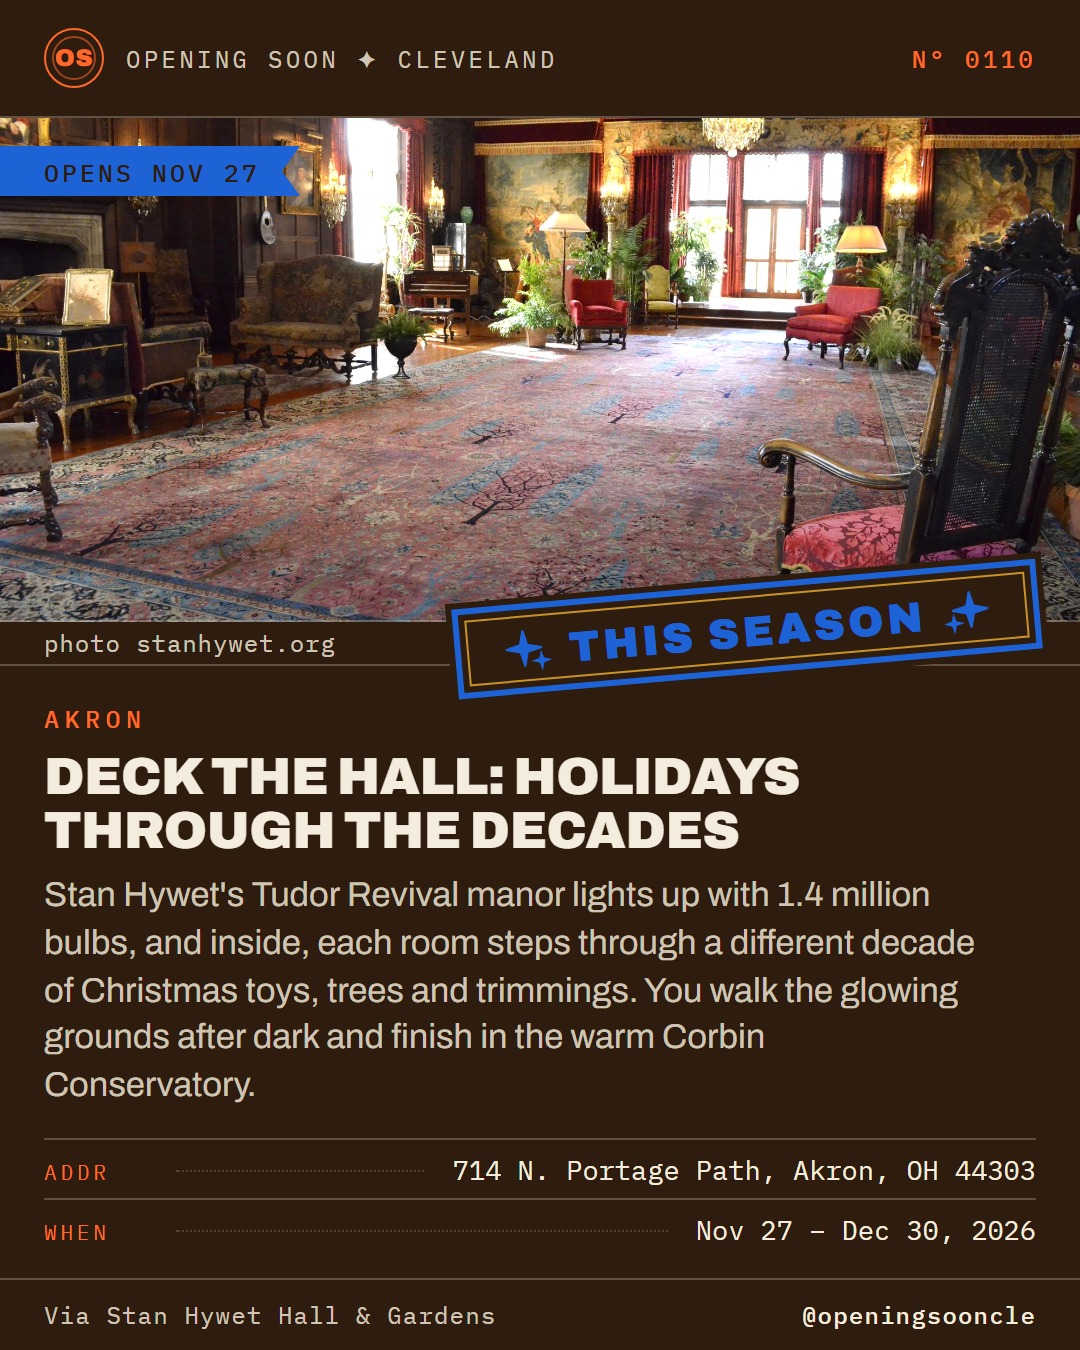 OS
OPENING SOON ✦ CLEVELAND
N° 0110
OPENS NOV 27
photo stanhywet.org
THIS SEASON
AKRON
DECK THE HALL: HOLIDAYS
THROUGH THE DECADES
Stan Hywet's Tudor Revival manor lights up with 1.4 million
bulbs, and inside, each room steps through a different decade
of Christmas toys, trees and trimmings. You walk the glowing
grounds after dark and finish in the warm Corbin
Conservatory.
ADDR 714 N. Portage Path, Akron, OH 44303
WHEN Nov 27 – Dec 30, 2026
Via Stan Hywet Hall & Gardens
@openingsooncle